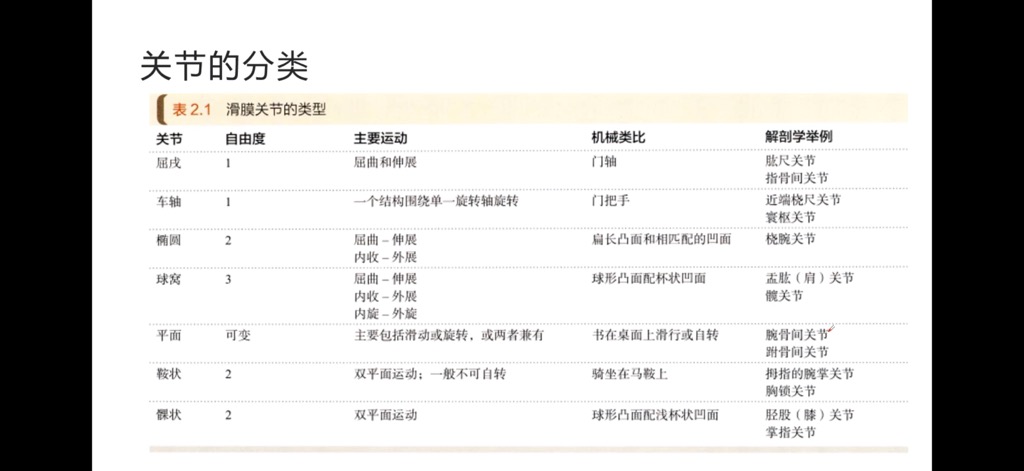 关节的分类
表 2.1 滑膜关节的类型
关节 自由度 主要运动 机械类比 解剖学举例
屈戌 1 屈曲和伸展 门轴 肱尺关节
指骨间关节
车轴 1 一个结构围绕单一旋转轴旋转 门把手 近端桡尺关节
寰枢关节
椭圆 2 屈曲 – 伸展 扁长凸面和相匹配的凹面 桡腕关节
内收 – 外展
球窝 3 屈曲 – 伸展 球形凸面配杯状凹面 盂肱（肩）关节
内收 – 外展 髋关节
内旋 – 外旋
平面 可变 主要包括滑动或旋转，或两者兼有 书在桌面上滑行或自转 腕骨间关节
跗骨间关节
鞍状 2 双平面运动；一般不可自转 骑坐在马鞍上 拇指的腕掌关节
胸锁关节
髁状 2 双平面运动 球形凸面配浅杯状凹面 胫股（膝）关节
掌指关节